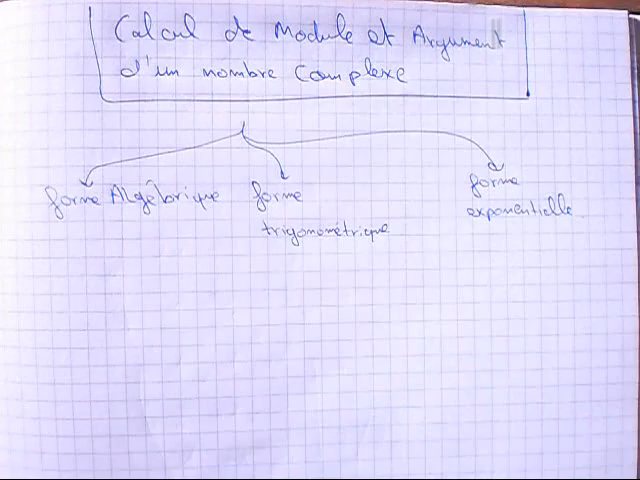 Calcul de Module et Argument
d'un nombre Complexe
forme Algébrique
forme
trigonométrique
forme
exponentielle